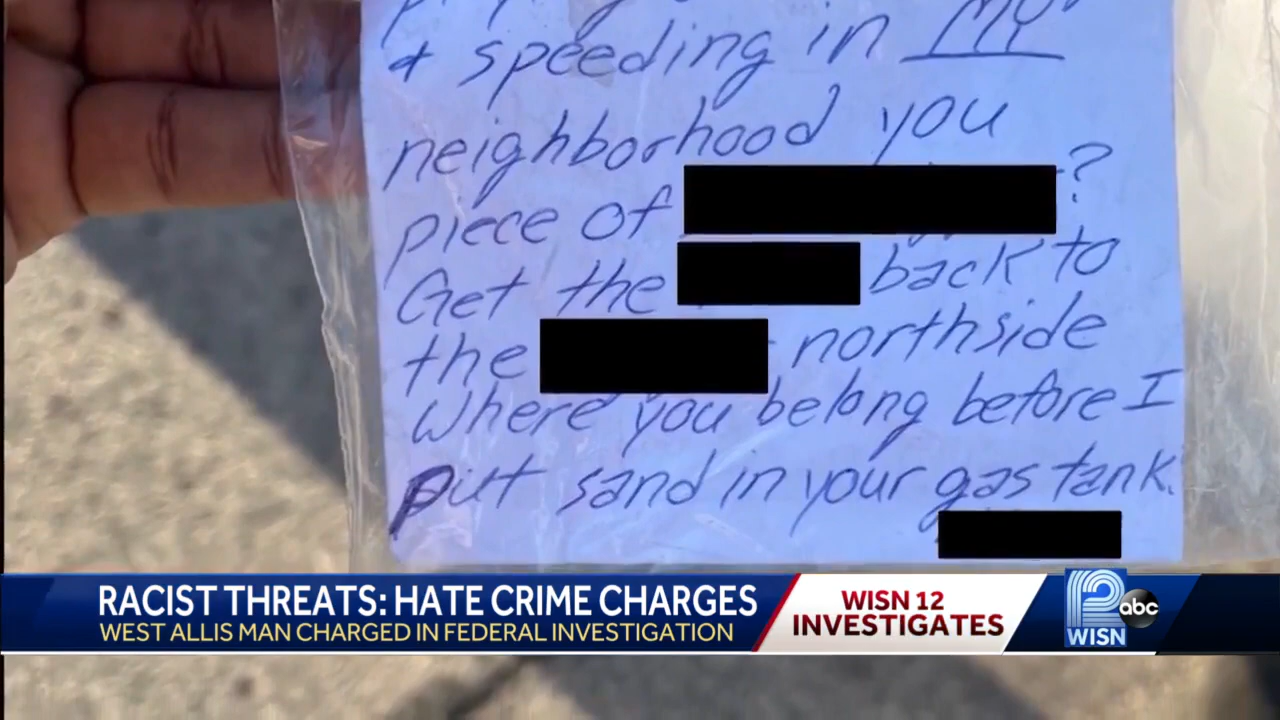 & speeding in MY
neighborhood you
piece of ?
Get the back to
the northside
where you belong before I
put sand in your gas tank.
RACIST THREATS: HATE CRIME CHARGES
WEST ALLIS MAN CHARGED IN FEDERAL INVESTIGATION
WISN 12
INVESTIGATES
12
abc
WISN